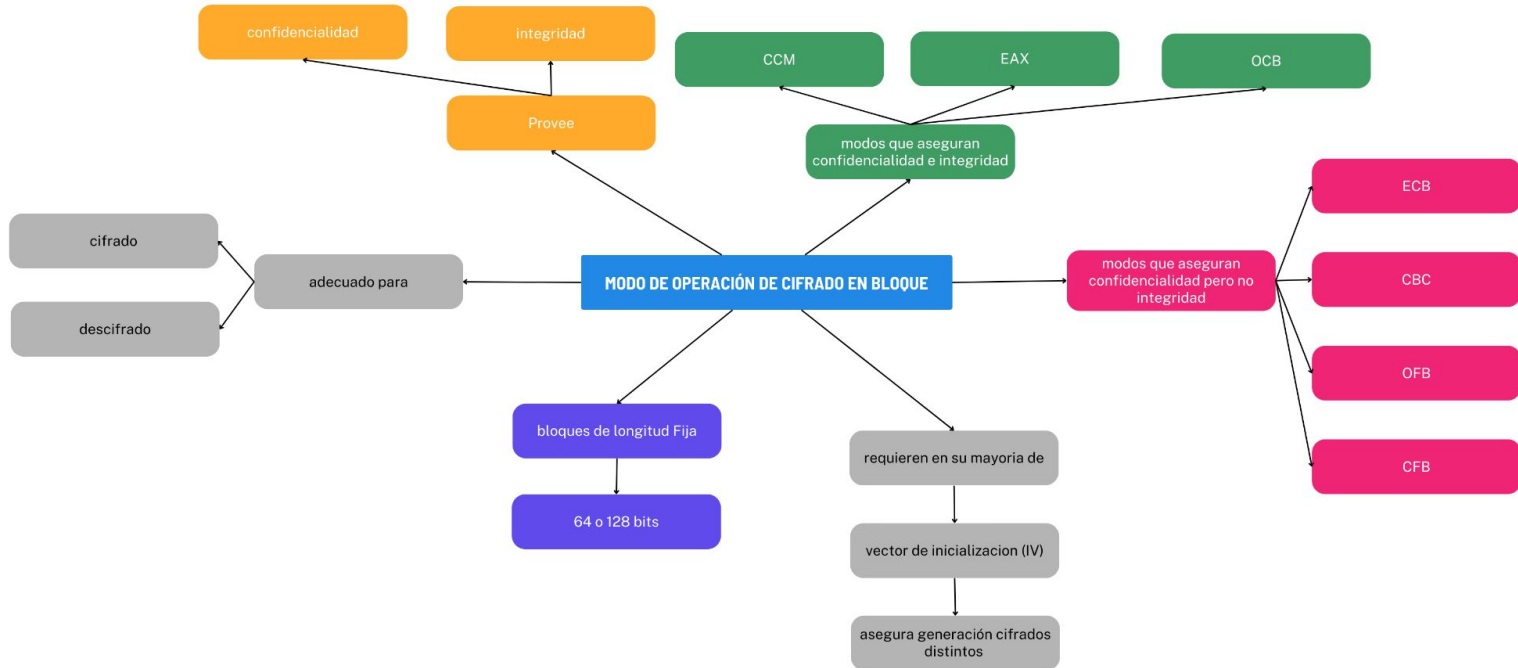 confidencialidad
integridad
Provee
CCM
EAX
OCB
modos que aseguran
confidencialidad e integridad
ECB
CBC
OFB
CFB
modos que aseguran
confidencialidad pero no
integridad
cifrado
descifrado
adecuado para
MODO DE OPERACIÓN DE CIFRADO EN BLOQUE
bloques de longitud Fija
64 o 128 bits
requieren en su mayoria de
vector de inicializacion (IV)
asegura generación cifrados
distintos